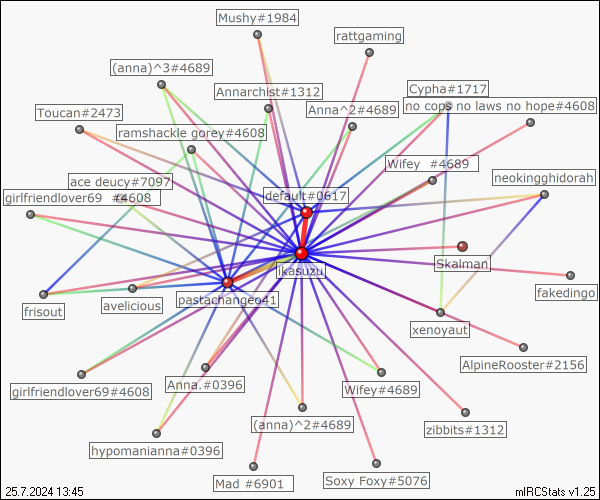 Mushy#1984
rattgaming
(anna)^3#4689
Annarchist#1312
Cypha#1717
no cops no laws no hope#4608
Toucan#2473
Anna^2#4689
ramshackle gorey#4608
Wifey #4689
ace deucy#7097
neokingghidorah
girlfriendlover69 #4608
default#0617
Skalman
ikasuzu
fakedingo
pastachangeo41
frisout
avelicious
xenoyaut
AlpineRooster#2156
girlfriendlover69#4608
Anna.#0396
Wifey#4689
(anna)^2#4689
zibbits#1312
hypomanianna#0396
Mad #6901
Soxy Foxy#5076
25.7.2024 13:45
mIRCStats v1.25